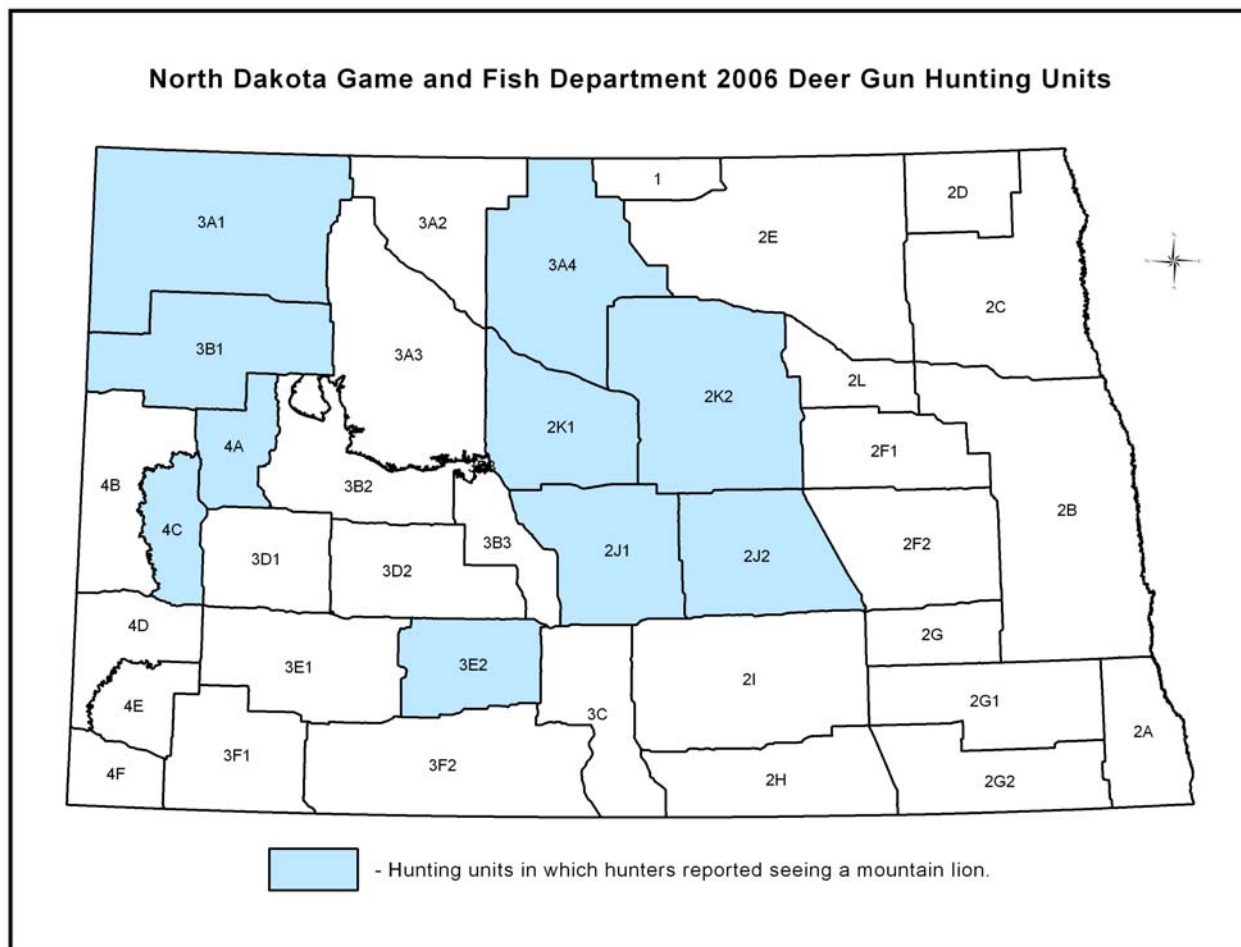 North Dakota Game and Fish Department 2006 Deer Gun Hunting Units
1
2D
3A1
3A2
2E
3A4
2C
3B1
3A3
2L
2K2
2K1
4A
2F1
4B
3B2
2B
4C
3B3
2F2
2J1
2J2
3D1
3D2
4D
2G
3E1
3E2
2I
4E
2G1
3C
2A
3F1
3F2
4F
2H
2G2
- Hunting units in which hunters reported seeing a mountain lion.